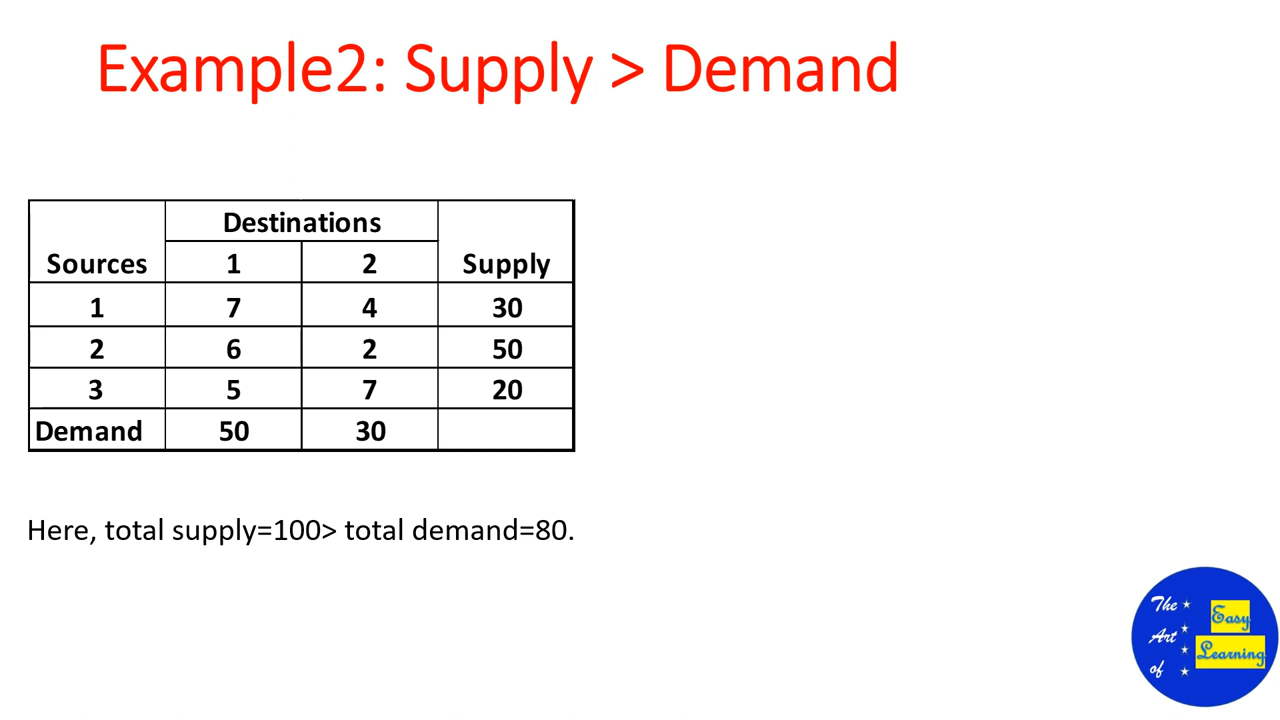 Example2: Supply > Demand
Destinations
Sources 1 2 Supply
1 7 4 30
2 6 2 50
3 5 7 20
Demand 50 30
Here, total supply=100> total demand=80.
The
Art
of
Easy
Learning